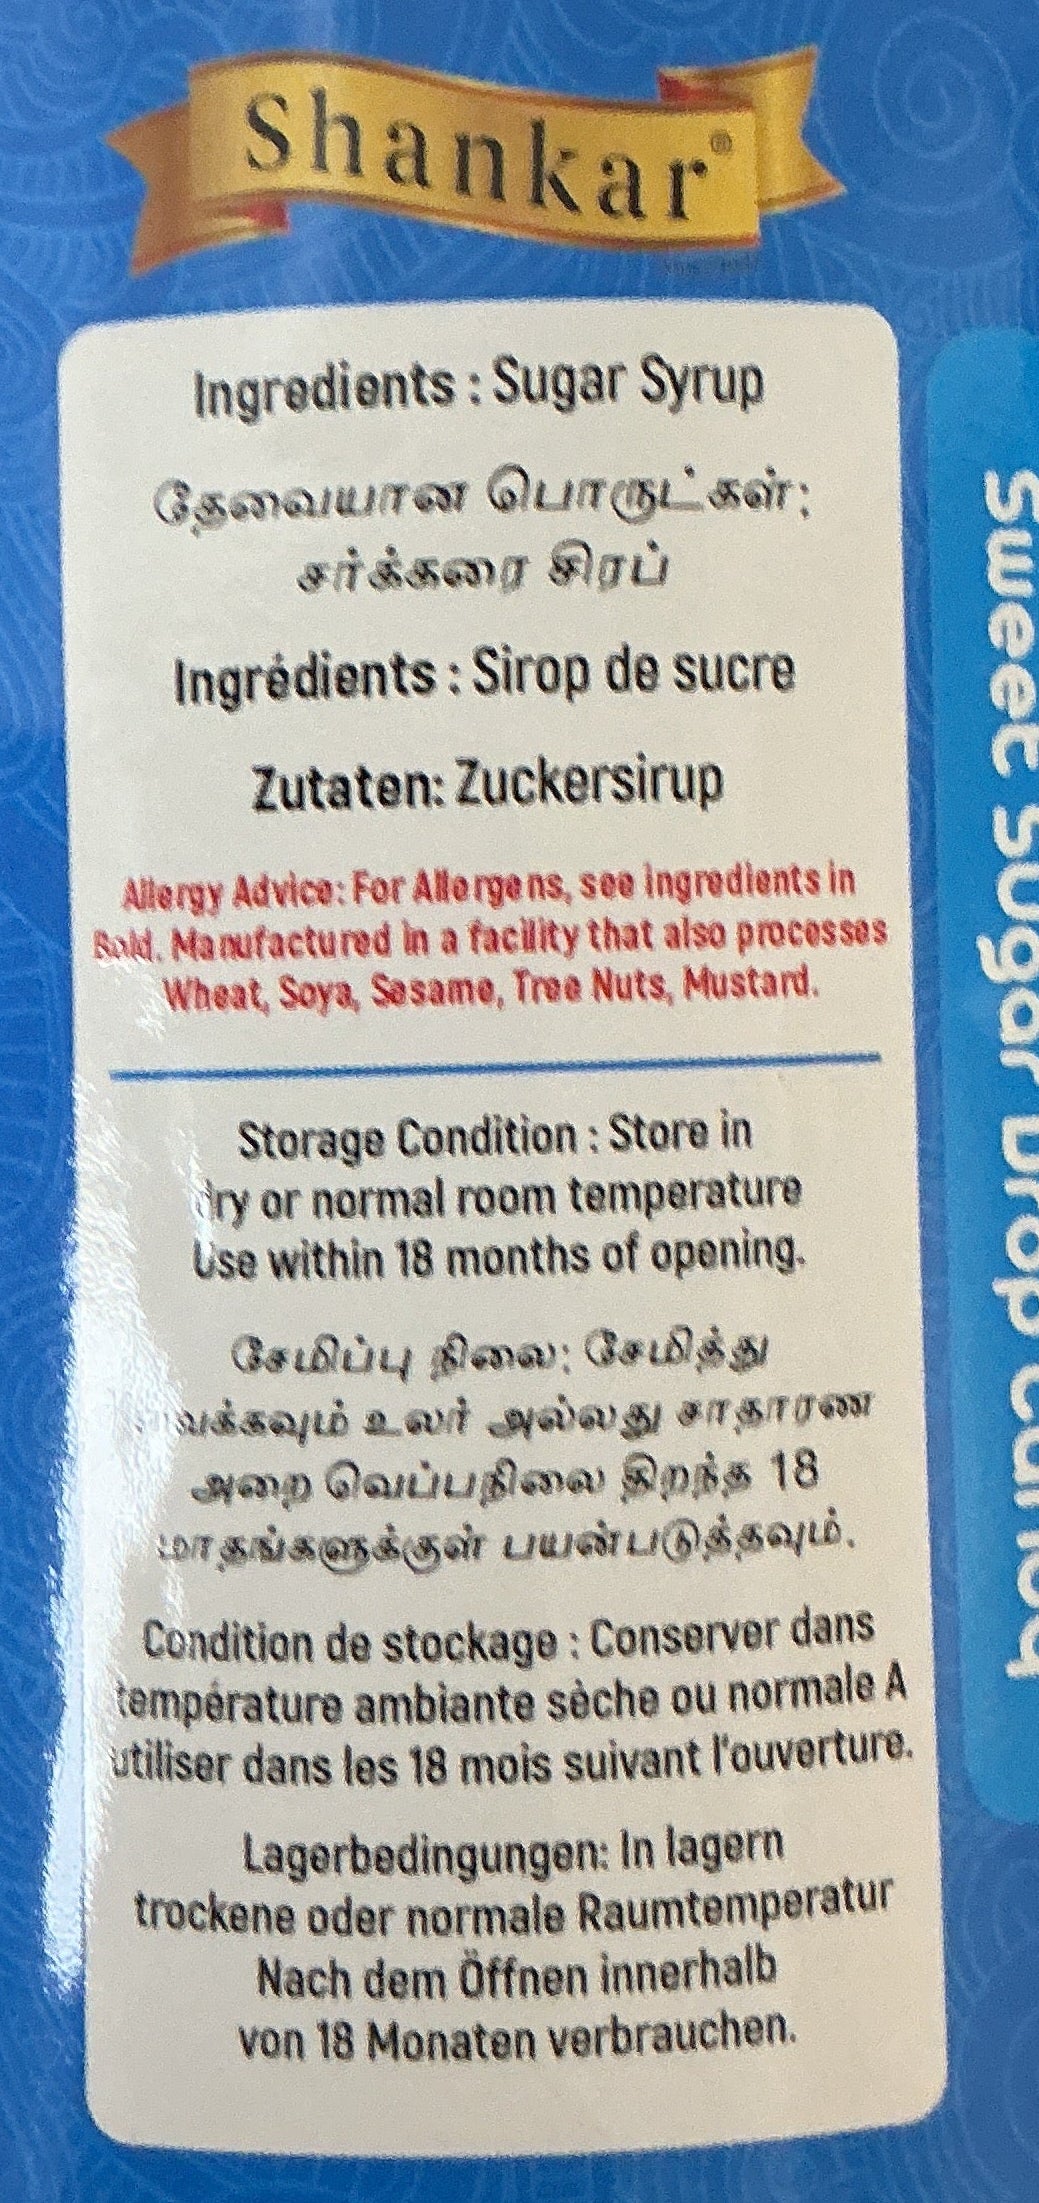 Shankar®
Ingredients : Sugar Syrup
தேவையான பொருட்கள்:
சர்க்கரை சிரப்
Ingrédients : Sirop de sucre
Zutaten: Zuckersirup
Allergy Advice: For Allergens, see ingredients in
Bold. Manufactured in a facility that also processes
Wheat, Soya, Sesame, Tree Nuts, Mustard.
Storage Condition : Store in
dry or normal room temperature
Use within 18 months of opening.
சேமிப்பு நிலை: சேமித்து
வைக்கவும் உலர் அல்லது சாதாரண
அறை வெப்பநிலை திறந்த 18
மாதங்களுக்குள் பயன்படுத்தவும்.
Condition de stockage : Conserver dans
température ambiante sèche ou normale A
utiliser dans les 18 mois suivant l'ouverture.
Lagerbedingungen: In lagern
trockene oder normale Raumtemperatur
Nach dem Öffnen innerhalb
von 18 Monaten verbrauchen.
Sweet Sugar Drop